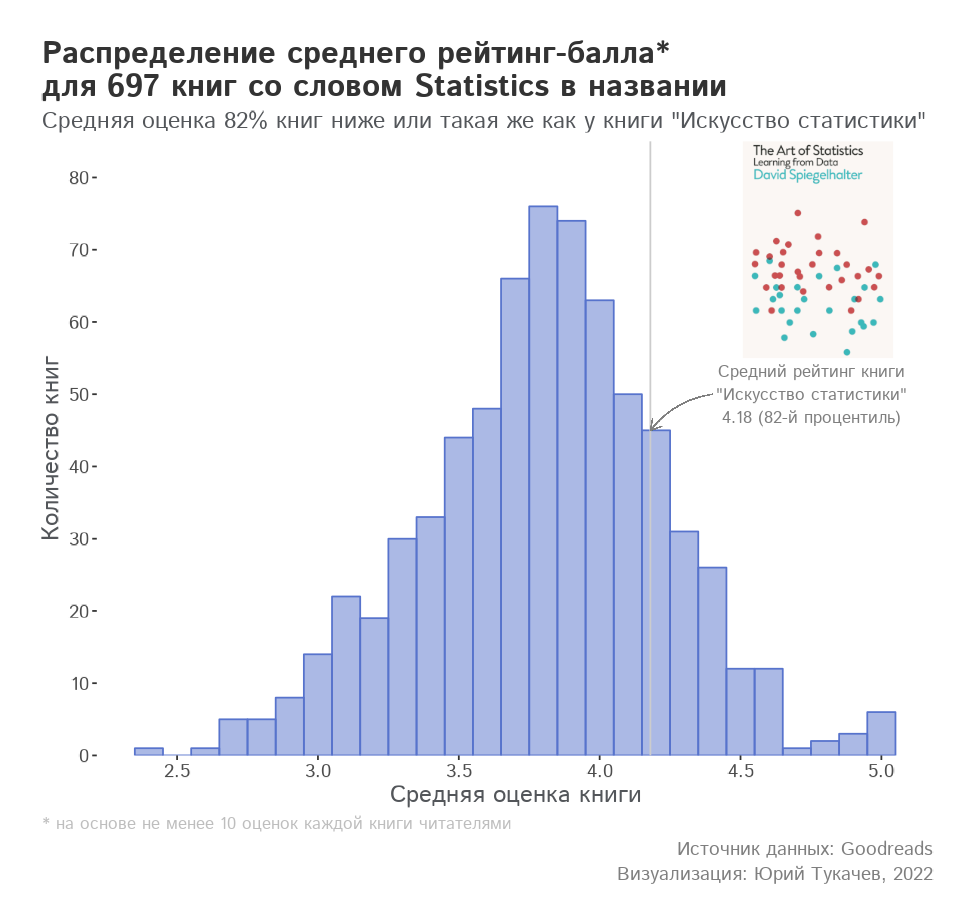 Распределение среднего рейтинг-балла*
для 697 книг со словом Statistics в названии
Средняя оценка 82% книг ниже или такая же как у книги "Искусство статистики"
The Art of Statistics
Learning from Data
David Spiegelhalter
80
70
60
50
40
30
20
10
0
Количество книг
Средний рейтинг книги
"Искусство статистики"
4.18 (82-й процентиль)
2.5 3.0 3.5 4.0 4.5 5.0
Средняя оценка книги
* на основе не менее 10 оценок каждой книги читателями
Источник данных: Goodreads
Визуализация: Юрий Тукачев, 2022